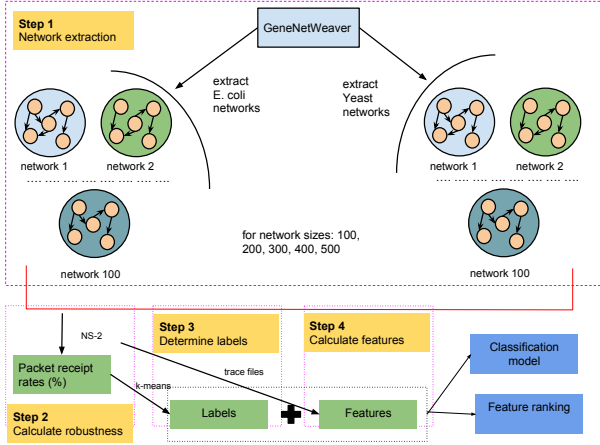 Step 1
Network extraction
GeneNetWeaver
extract
E. coli
networks
extract
Yeast
networks
network 1
network 2
network 1
network 2
... ... ... ... ... ... ...
... ... ... ... ... ... ...
network 100
network 100
for network sizes: 100,
200, 300, 400, 500
NS-2
Step 3
Determine labels
Step 4
Calculate features
Classification
model
Packet receipt
rates (%)
k-means
trace files
Labels
Features
Feature ranking
Step 2
Calculate robustness